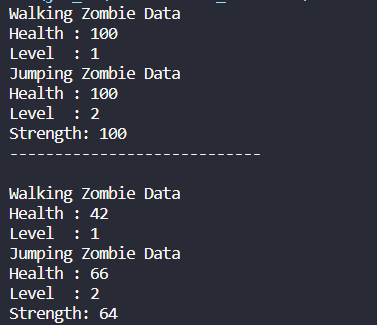 Walking Zombie Data
Health : 100
Level  : 1
Jumping Zombie Data
Health : 100
Level  : 2
Strength: 100
----------------------------
Walking Zombie Data
Health : 42
Level  : 1
Jumping Zombie Data
Health : 66
Level  : 2
Strength: 64